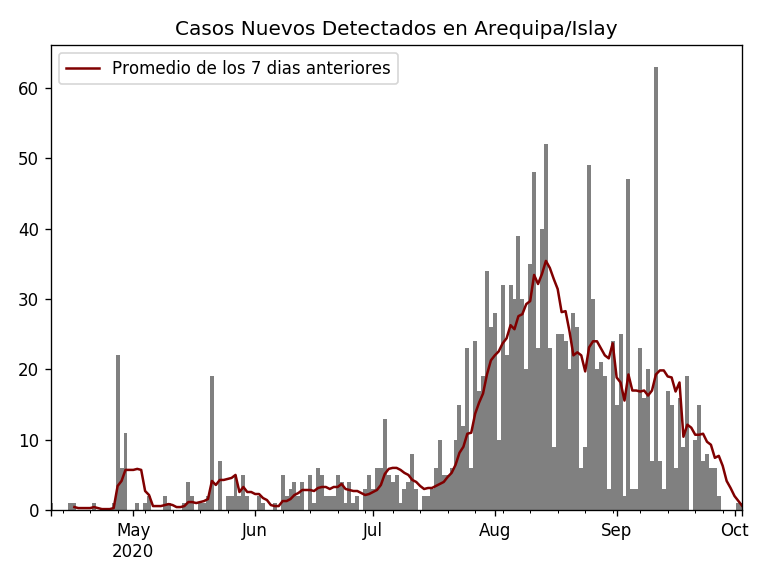 Casos Nuevos Detectados en Arequipa/Islay
Promedio de los 7 dias anteriores
60
50
40
30
20
10
0
May Jun Jul Aug Sep Oct
2020